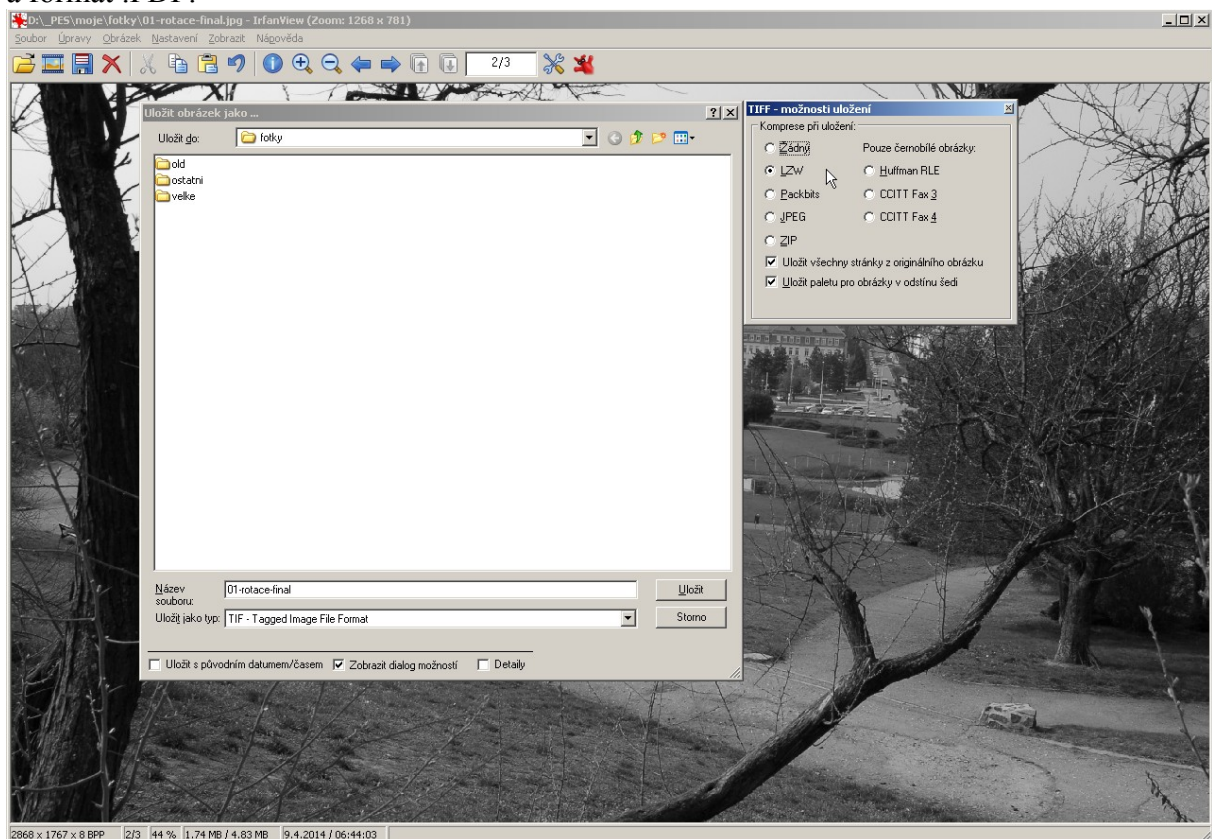 a formát .PDF.
D:\_PES\moje\fotky\01-rotace-final.jpg - IrfanView (Zoom: 1268 x 781)
Soubor Úpravy Obrázek Nastavení Zobrazit Nápověda
2/3
Uložit obrázek jako ...
Uložit do: fotky
old
ostatni
velke
Název souboru: 01-rotace-final
Uložit
Uložit jako typ: TIF - Tagged Image File Format
Storno
Uložit s původním datumem/časem Zobrazit dialog možností Detaily
TIFF - možnosti uložení
Komprese při uložení:
Žádný Pouze černobílé obrázky:
LZW Huffman RLE
Packbits CCITT Fax 3
JPEG CCITT Fax 4
ZIP
Uložit všechny stránky z originálního obrázku
Uložit paletu pro obrázky v odstínu šedi
2868 x 1767 x 8 BPP 2/3 44 % 1.74 MB / 4.83 MB 9.4.2014 / 06:44:03